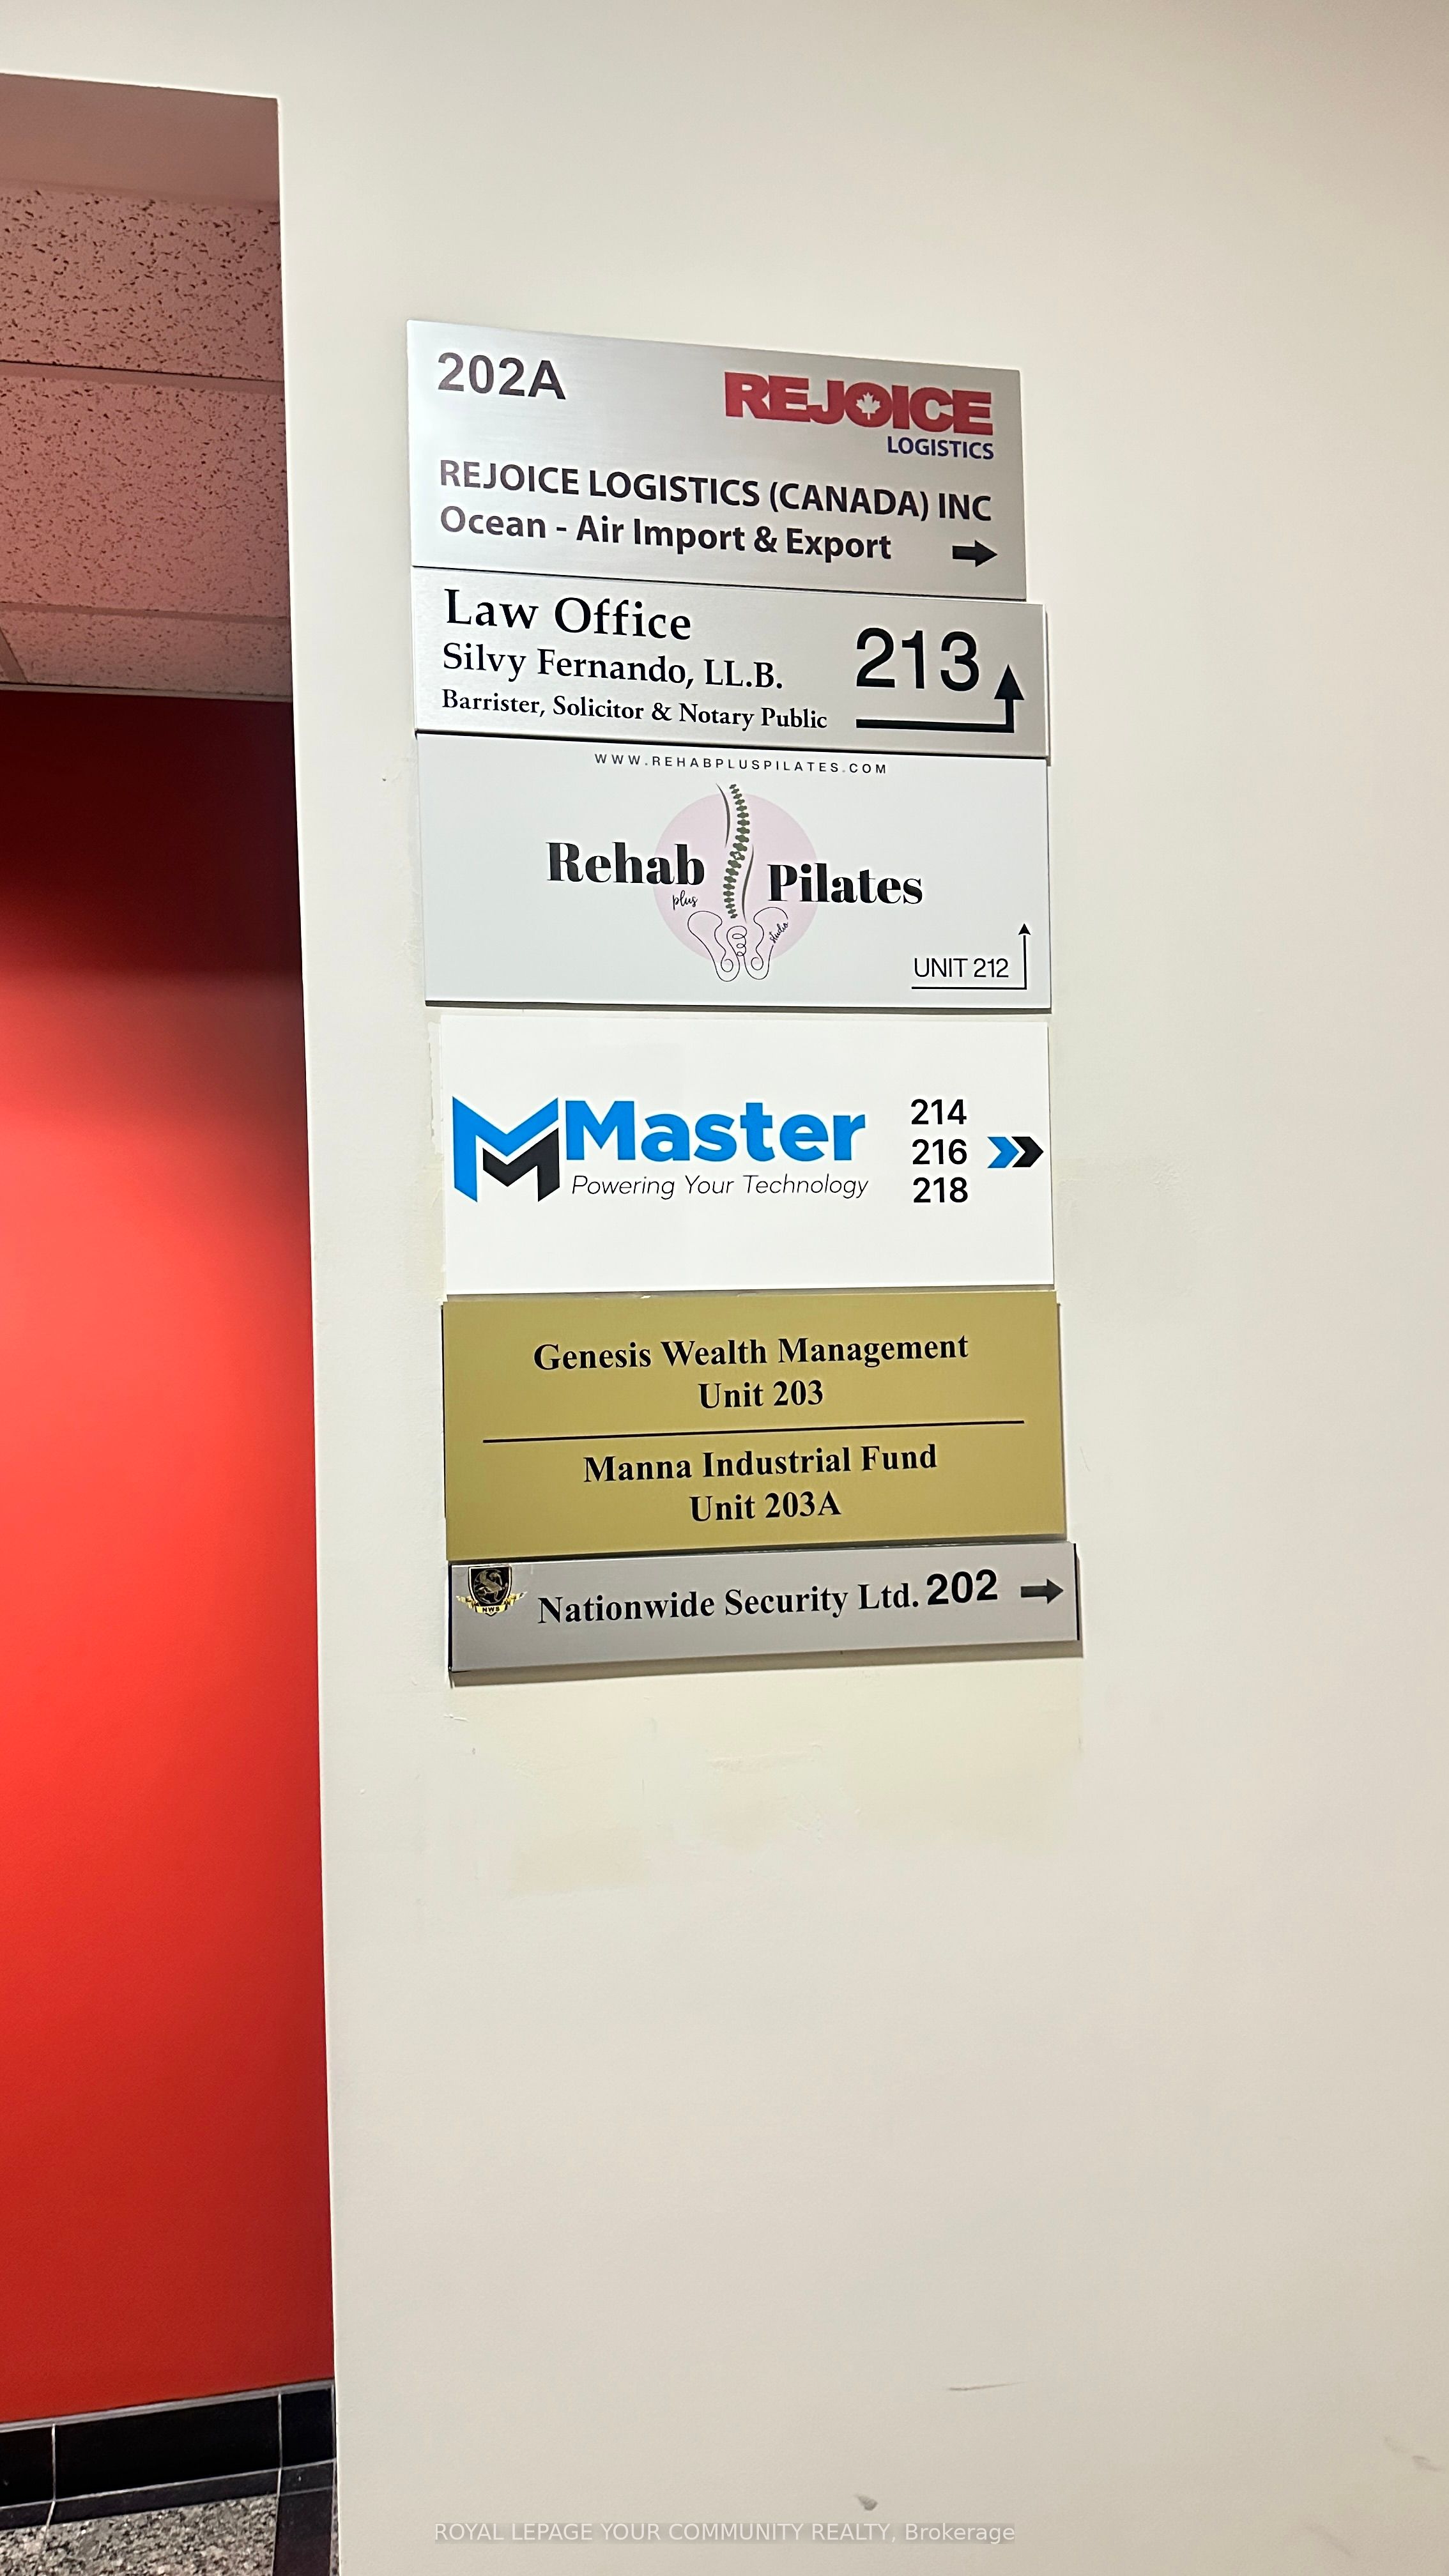 202A
REJOICE
LOGISTICS
REJOICE LOGISTICS (CANADA) INC
Ocean - Air Import & Export
Law Office
Silvy Fernando, LL.B.
Barrister, Solicitor & Notary Public
213
WWW.REHABPLUSPILATES.COM
Rehab
plus
Pilates
studio
UNIT 212
Master
Powering Your Technology
214
216
218
Genesis Wealth Management
Unit 203
Manna Industrial Fund
Unit 203A
NWS
Nationwide Security Ltd. 202
ROYAL LEPAGE YOUR COMMUNITY REALTY, Brokerage